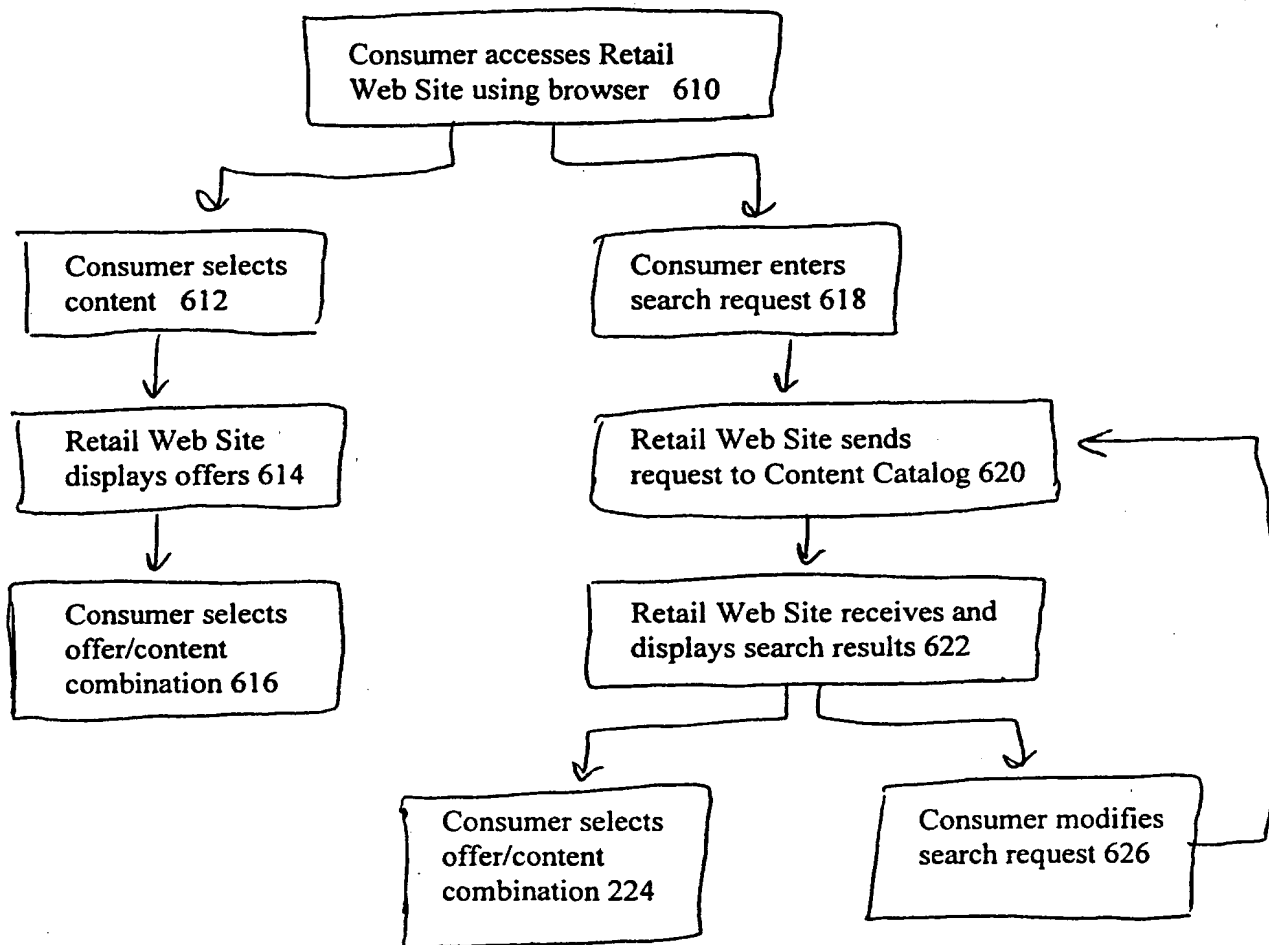 Consumer accesses Retail
Web Site using browser 610
Consumer selects
content 612
Retail Web Site
displays offers 614
Consumer selects
offer/content
combination 616
Consumer enters
search request 618
Retail Web Site sends
request to Content Catalog 620
Retail Web Site receives and
displays search results 622
Consumer selects
offer/content
combination 224
Consumer modifies
search request 626